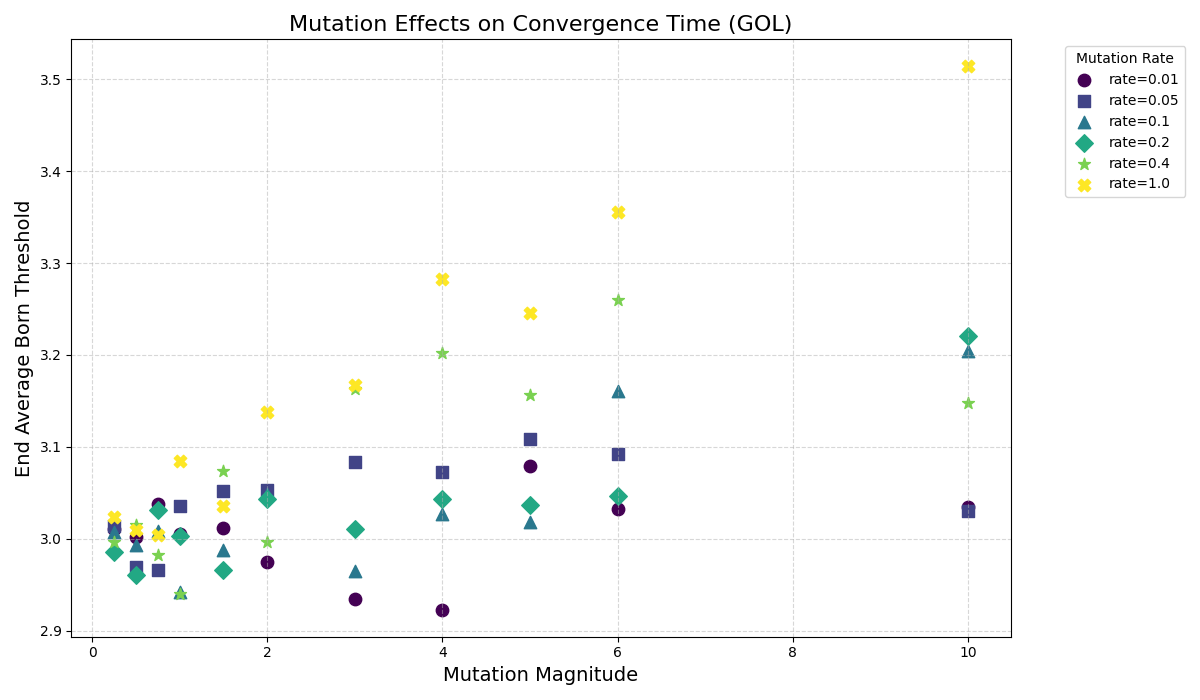 Mutation Effects on Convergence Time (GOL)
End Average Born Threshold
3.5
3.4
3.3
3.2
3.1
3.0
2.9
0 2 4 6 8 10
Mutation Magnitude
Mutation Rate
rate=0.01
rate=0.05
rate=0.1
rate=0.2
rate=0.4
rate=1.0